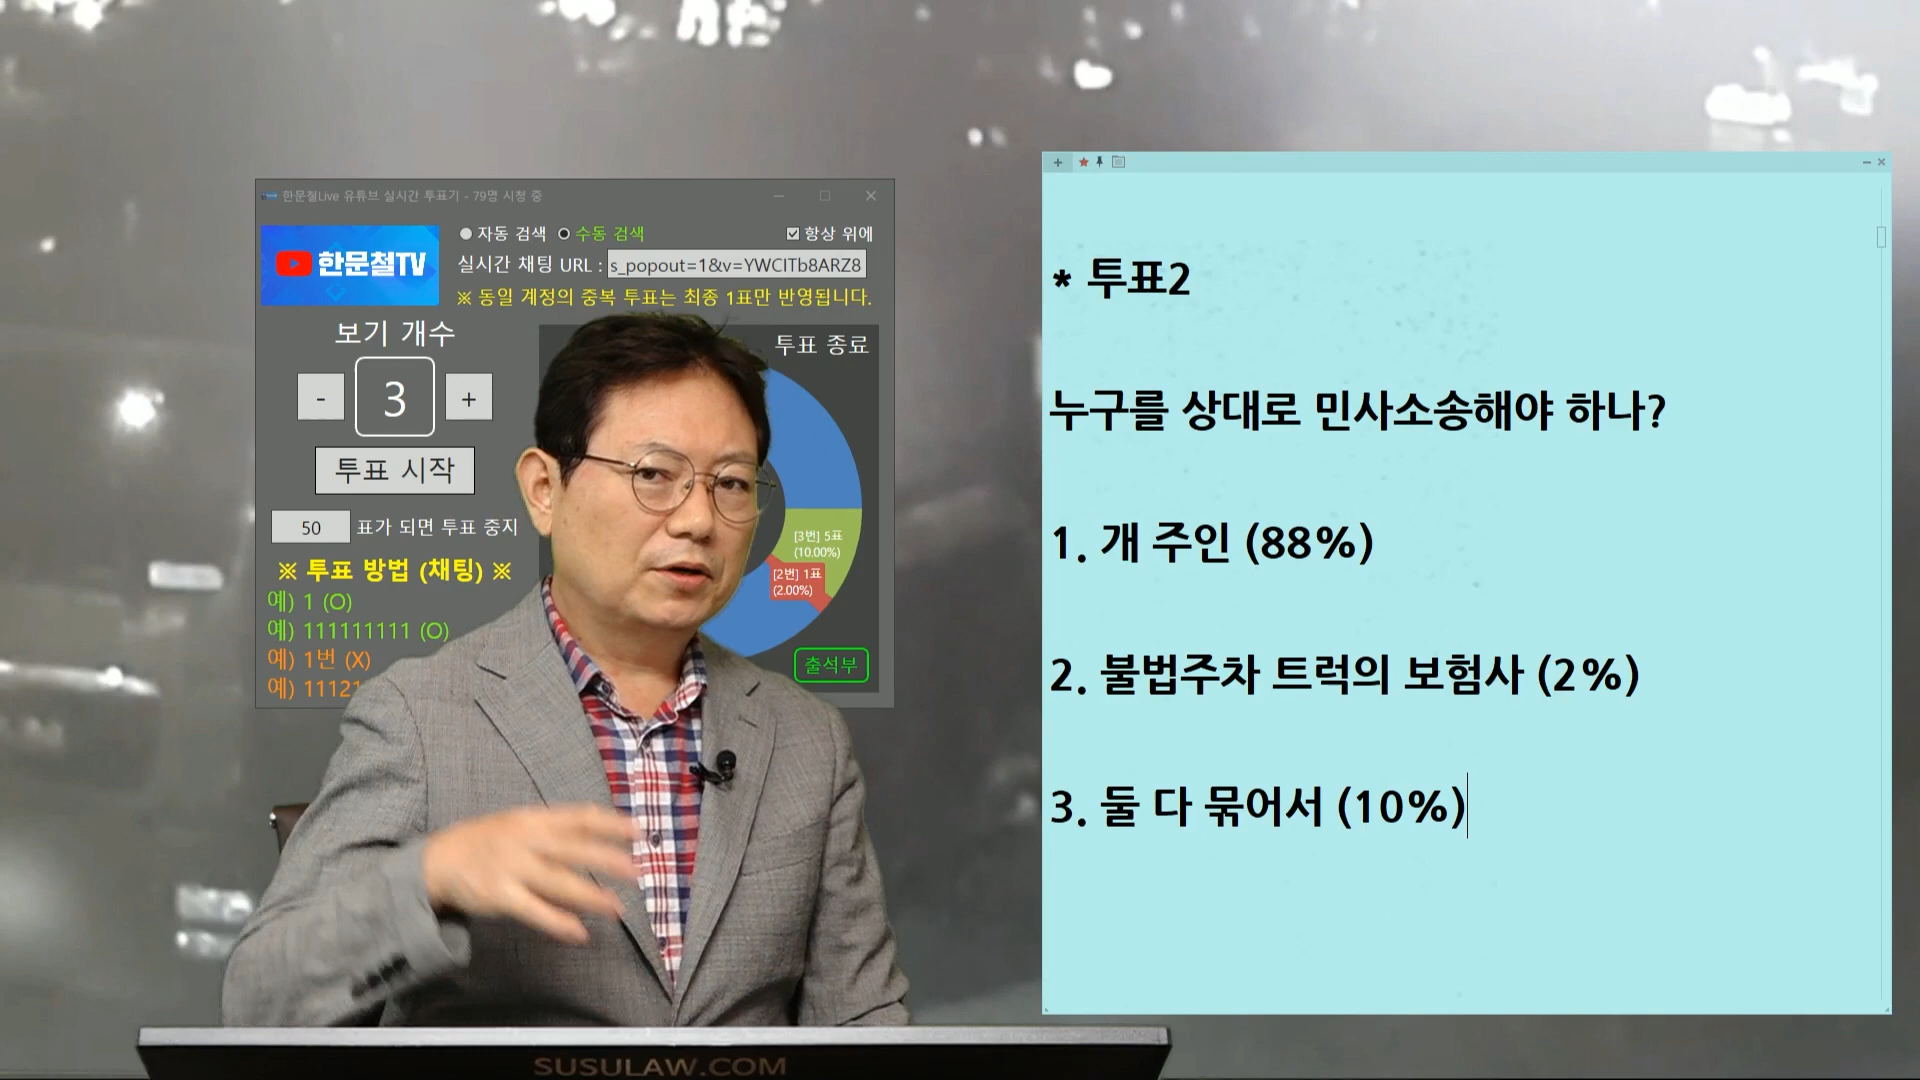 한문철Live 유튜브 실시간 투표기 - 79명 시청 중
한문철TV
자동 검색 수동 검색 항상 위에
실시간 채팅 URL : s_popout=1&v=YWCITb8ARZ8
※ 동일 계정의 중복 투표는 최종 1표만 반영됩니다.
보기 개수
- 3 +
투표 시작
50 표가 되면 투표 중지
※ 투표 방법 (채팅) ※
예) 1 (O)
예) 111111111 (O)
예) 1번 (X)
예) 11121
투표 종료
[3번] 5표
(10.00%)
[2번] 1표
(2.00%)
출석부
* 투표2
누구를 상대로 민사소송해야 하나?
1. 개 주인 (88%)
2. 불법주차 트럭의 보험사 (2%)
3. 둘 다 묶어서 (10%)
SUSULAW.COM